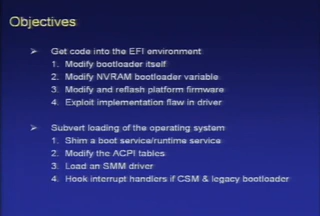 Objectives
Get code into the EFI environment
1. Modify bootloader itself
2. Modify NVRAM bootloader variable
3. Modify and reflash platform firmware
4. Exploit implementation flaw in driver
Subvert loading of the operating system
1. Shim a boot service/runtime service
2. Modify the ACPI tables
3. Load an SMM driver
4. Hook interrupt handlers if CSM & legacy bootloader